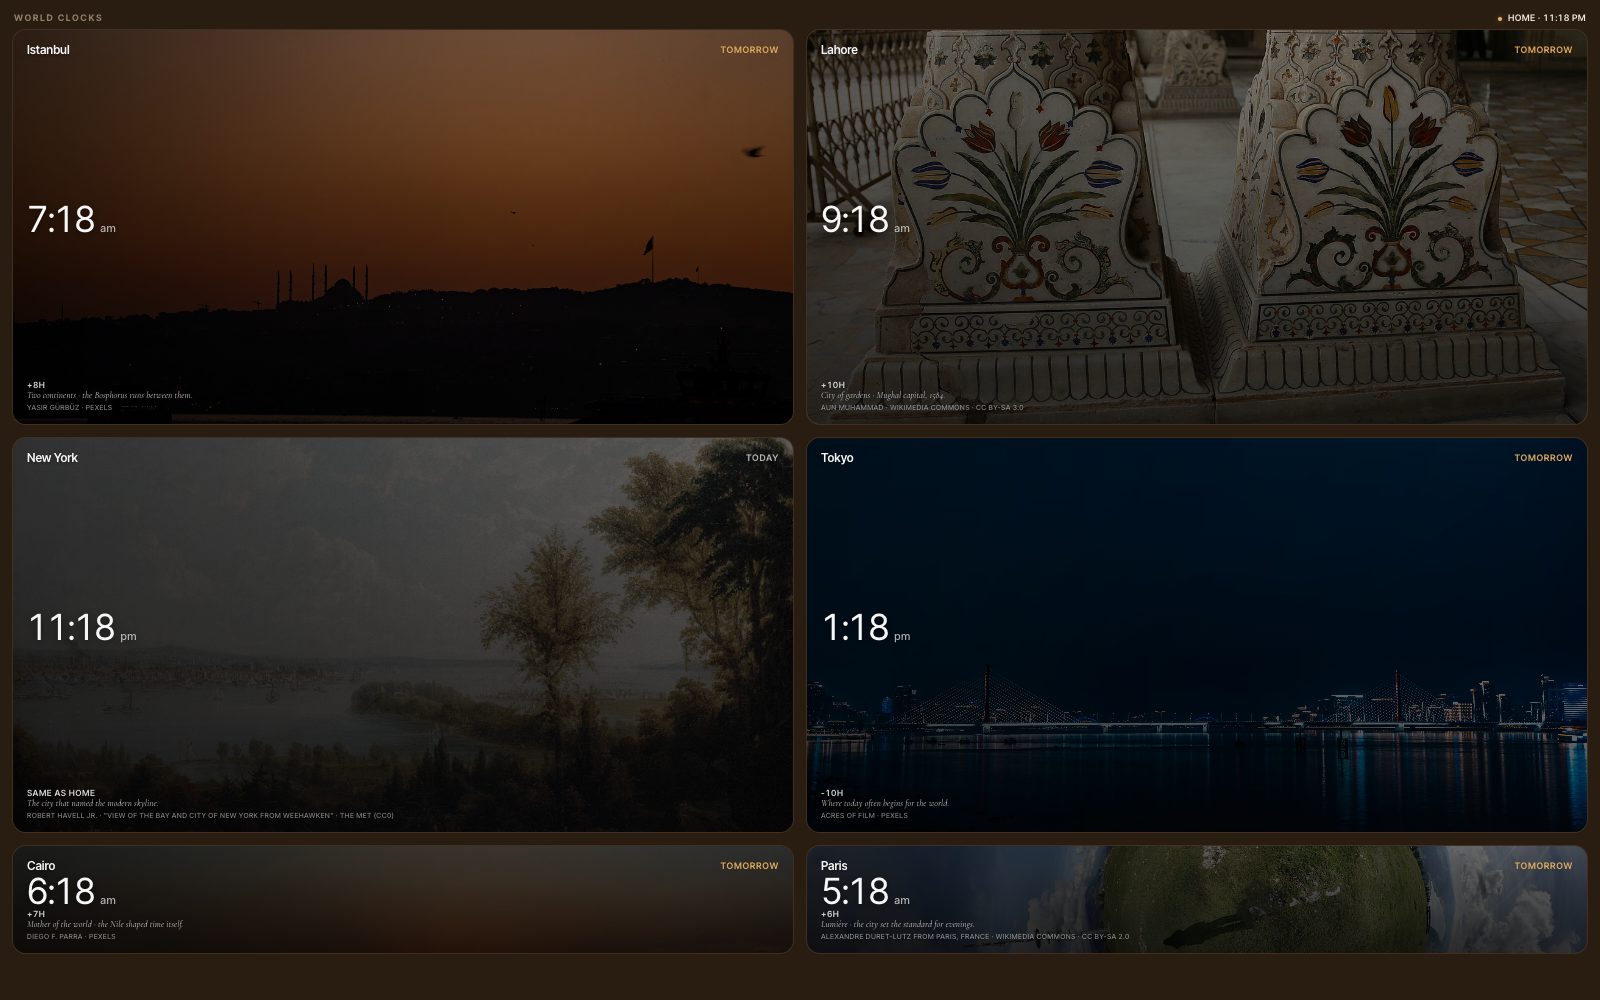 WORLD CLOCKS
HOME · 11:18 PM
Istanbul
TOMORROW
7:18 am
+8H
Two continents · the Bosphorus runs between them.
YASIR GÜRBÜZ · PEXELS
Lahore
TOMORROW
9:18 am
+10H
City of gardens · Mughal capital, 1584.
AUN MUHAMMAD · WIKIMEDIA COMMONS · CC BY-SA 3.0
New York
TODAY
11:18 pm
SAME AS HOME
The city that named the modern skyline.
ROBERT HAVELL JR. · "VIEW OF THE BAY AND CITY OF NEW YORK FROM WEEHAWKEN" · THE MET (CC0)
Tokyo
TOMORROW
1:18 pm
-10H
Where today often begins for the world.
ACRES OF FILM · PEXELS
Cairo
TOMORROW
6:18 am
+7H
Mother of the world · the Nile shaped time itself.
DIEGO F. PARRA · PEXELS
Paris
TOMORROW
5:18 am
+6H
Lumière · the city set the standard for evenings.
ALEXANDRE DURET-LUTZ FROM PARIS, FRANCE · WIKIMEDIA COMMONS · CC BY-SA 2.0